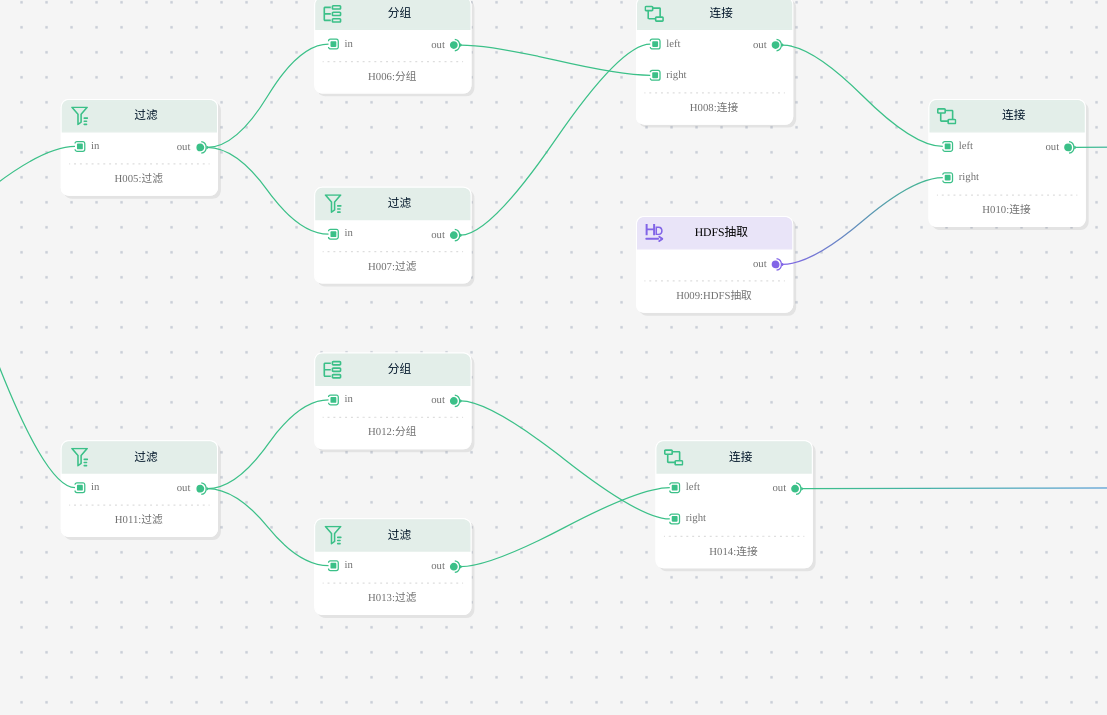 分组
in out
H006:分组
连接
left out
right
H008:连接
过滤
in out
H005:过滤
连接
left out
right
H010:连接
过滤
in out
H007:过滤
HDFS抽取
out
H009:HDFS抽取
分组
in out
H012:分组
过滤
in out
H011:过滤
连接
left out
right
H014:连接
过滤
in out
H013:过滤